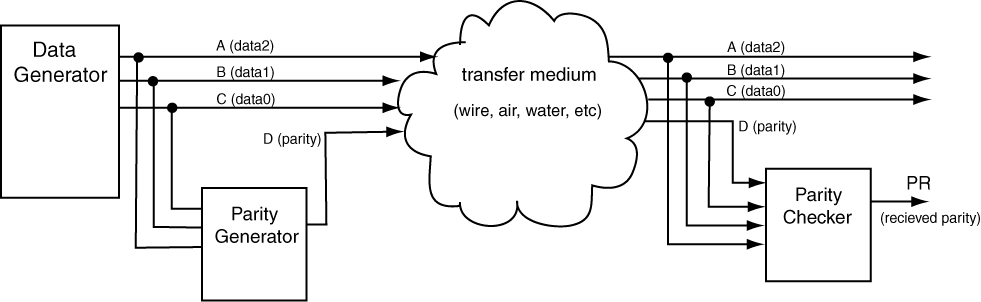 Data
Generator
A (data2)
B (data1)
C (data0)
D (parity)
Parity
Generator
transfer medium
(wire, air, water, etc)
A (data2)
B (data1)
C (data0)
D (parity)
Parity
Checker
PR
(recieved parity)